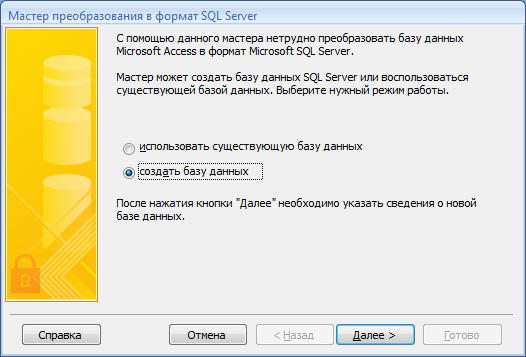 Мастер преобразования в формат SQL Server
С помощью данного мастера нетрудно преобразовать базу данных
Microsoft Access в формат Microsoft SQL Server.
Мастер может создать базу данных SQL Server или воспользоваться
существующей базой данных. Выберите нужный режим работы.
использовать существующую базу данных
создать базу данных
После нажатия кнопки "Далее" необходимо указать сведения о новой
базе данных.
Справка
Отмена
< Назад
Далее >
Готово